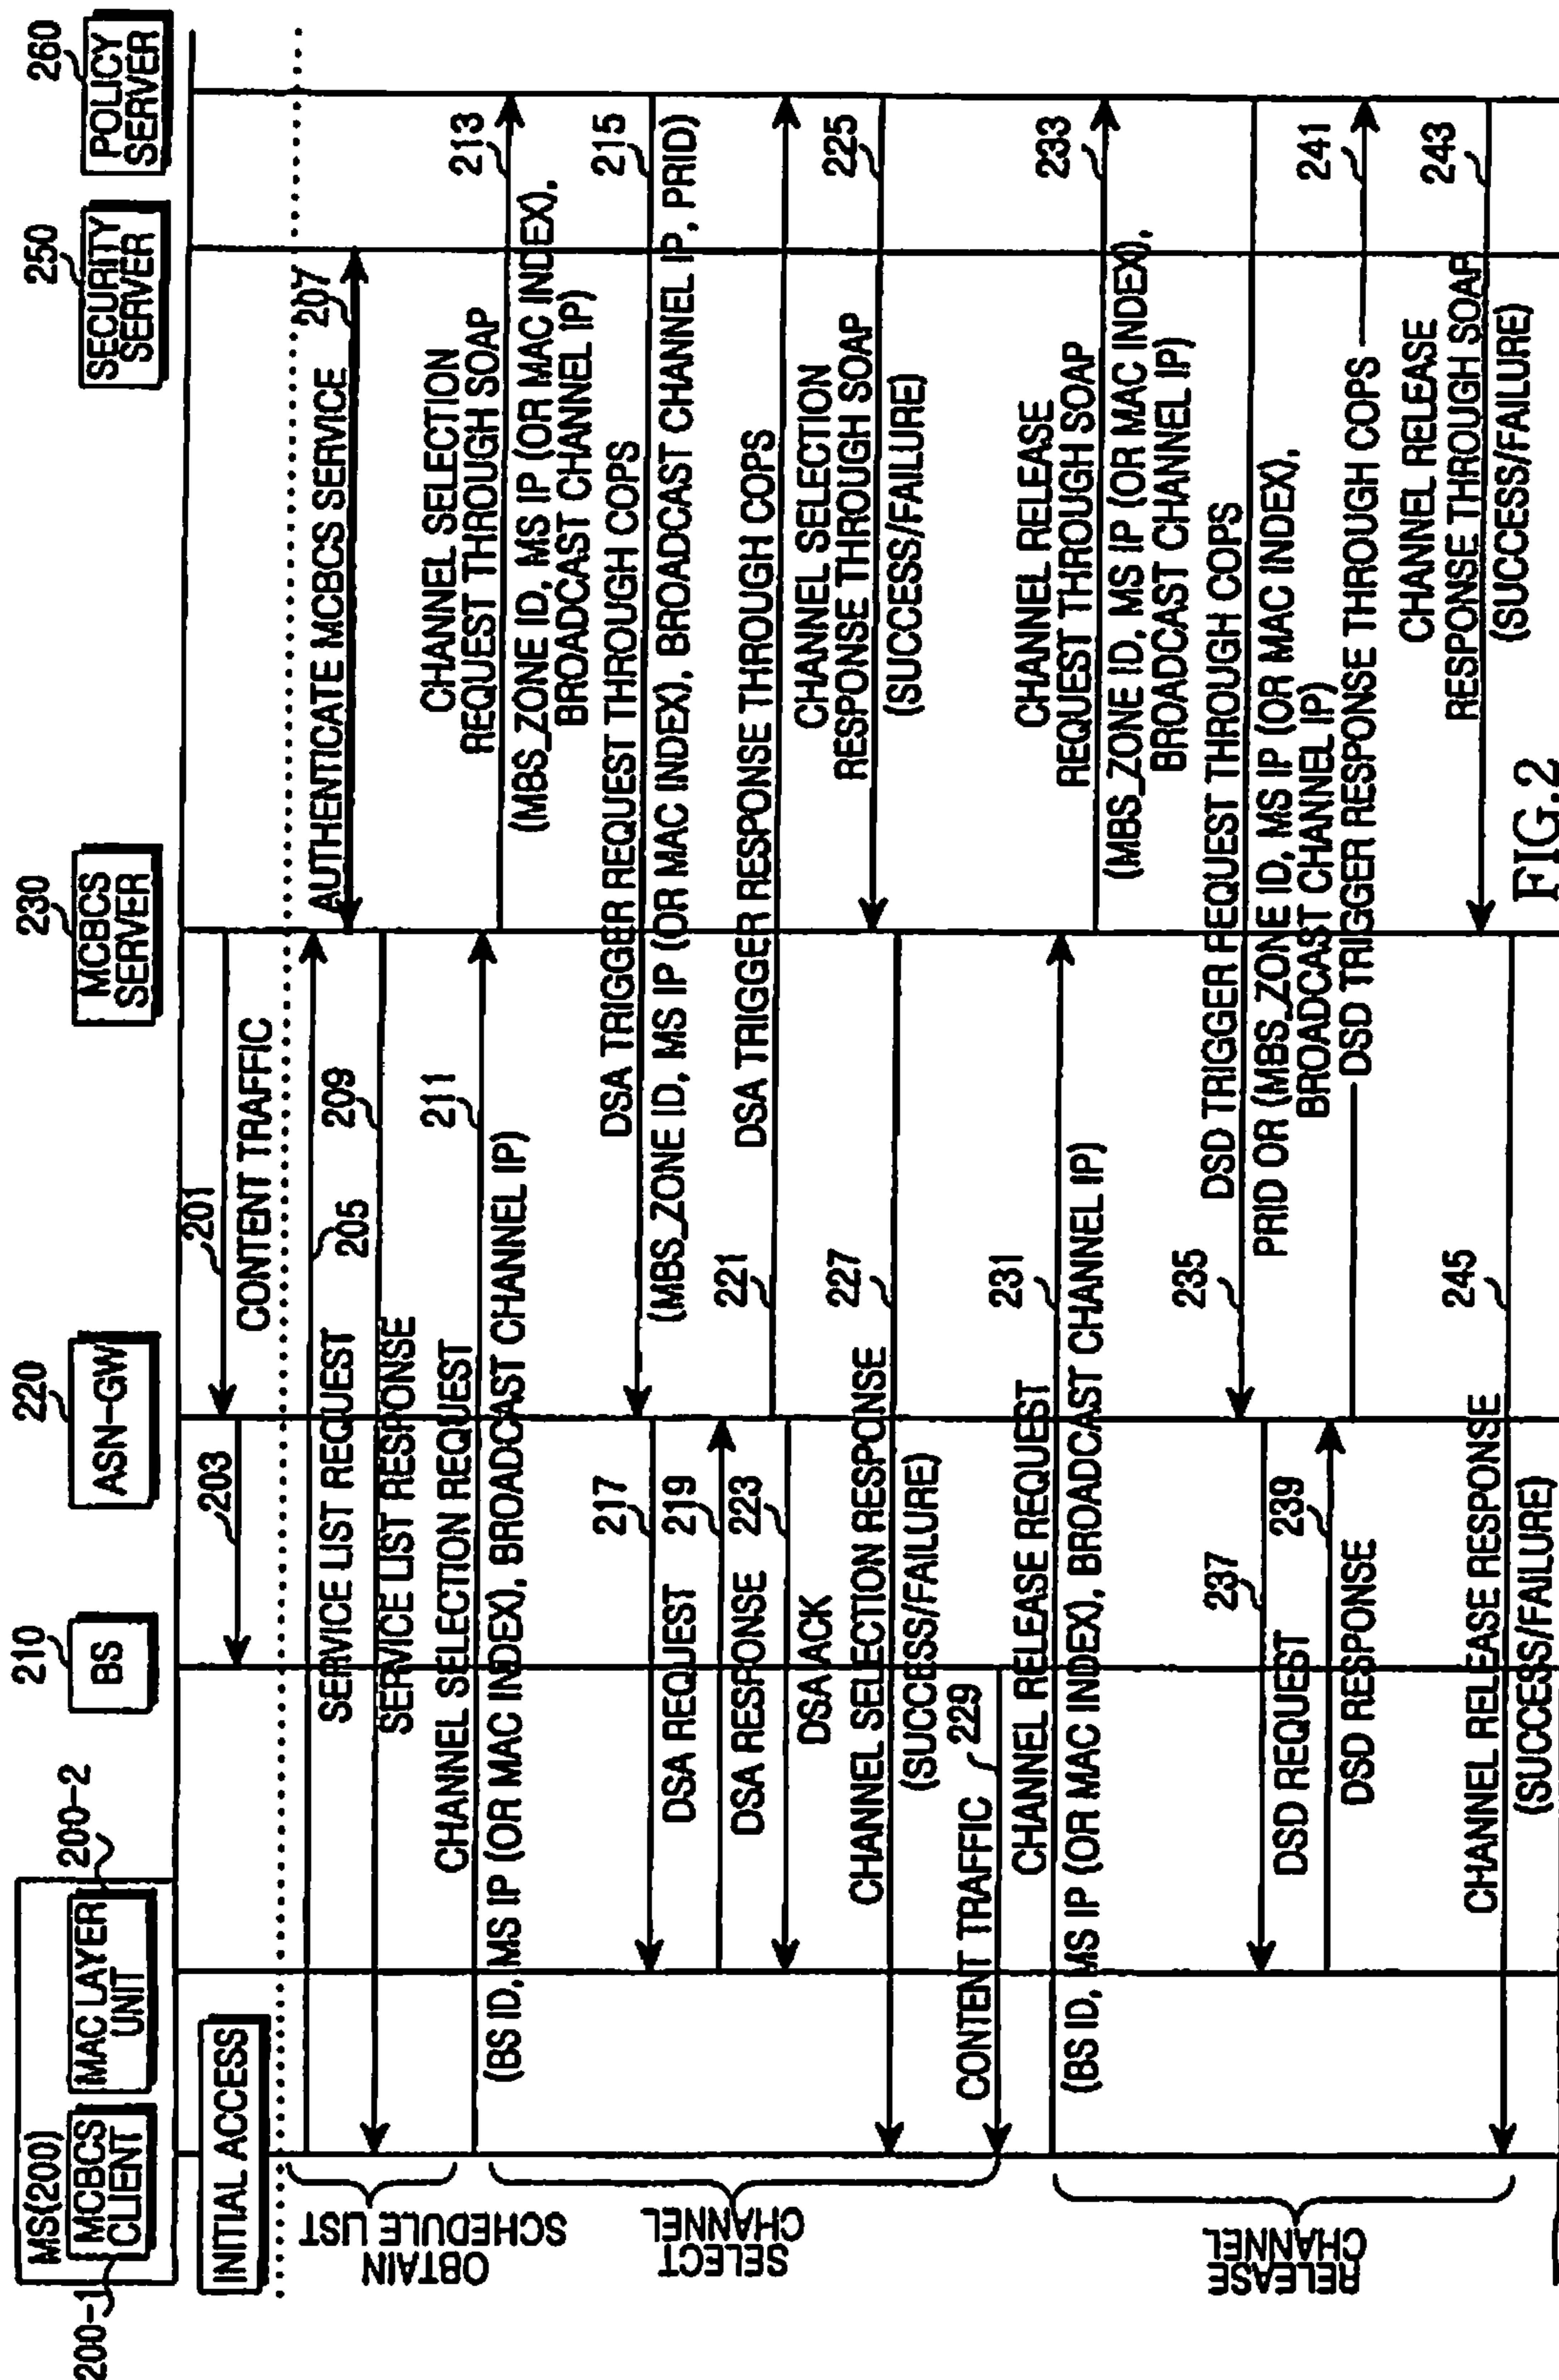 MS(200)
200-1
MCBCS
CLIENT
MAC LAYER
UNIT
200-2
210
BS
220
ASN-GW
230
MCBCS
SERVER
250
SECURITY
SERVER
260
POLICY
SERVER
INITIAL ACCESS
201
CONTENT TRAFFIC
203
OBTAIN
SCHEDULE LIST
SERVICE LIST REQUEST
205
AUTHENTICATE MCBCS SERVICE
207
SERVICE LIST RESPONSE
209
SELECT
CHANNEL
CHANNEL SELECTION REQUEST
211
(BS ID, MS IP (OR MAC INDEX), BROADCAST CHANNEL IP)
CHANNEL SELECTION
REQUEST THROUGH SOAP
213
(MBS_ZONE ID, MS IP (OR MAC INDEX),
BROADCAST CHANNEL IP)
DSA TRIGGER REQUEST THROUGH COPS
215
(MBS_ZONE ID, MS IP (OR MAC INDEX), BROADCAST CHANNEL IP, PRID)
217
DSA REQUEST
219
DSA RESPONSE
DSA TRIGGER RESPONSE THROUGH COPS
221
223
DSA ACK
CHANNEL SELECTION
RESPONSE THROUGH SOAP
225
(SUCCESS/FAILURE)
CHANNEL SELECTION RESPONSE
227
(SUCCESS/FAILURE)
CONTENT TRAFFIC
229
RELEASE
CHANNEL
CHANNEL RELEASE REQUEST
231
(BS ID, MS IP (OR MAC INDEX), BROADCAST CHANNEL IP)
CHANNEL RELEASE
REQUEST THROUGH SOAP
233
(MBS_ZONE ID, MS IP (OR MAC INDEX),
BROADCAST CHANNEL IP)
DSD TRIGGER REQUEST THROUGH COPS
235
PRID OR (MBS_ZONE ID, MS IP (OR MAC INDEX),
BROADCAST CHANNEL IP)
237
DSD REQUEST
239
DSD RESPONSE
DSD TRIGGER RESPONSE THROUGH COPS
241
CHANNEL RELEASE
RESPONSE THROUGH SOAP
243
(SUCCESS/FAILURE)
CHANNEL RELEASE RESPONSE
245
(SUCCESS/FAILURE)
FIG.2